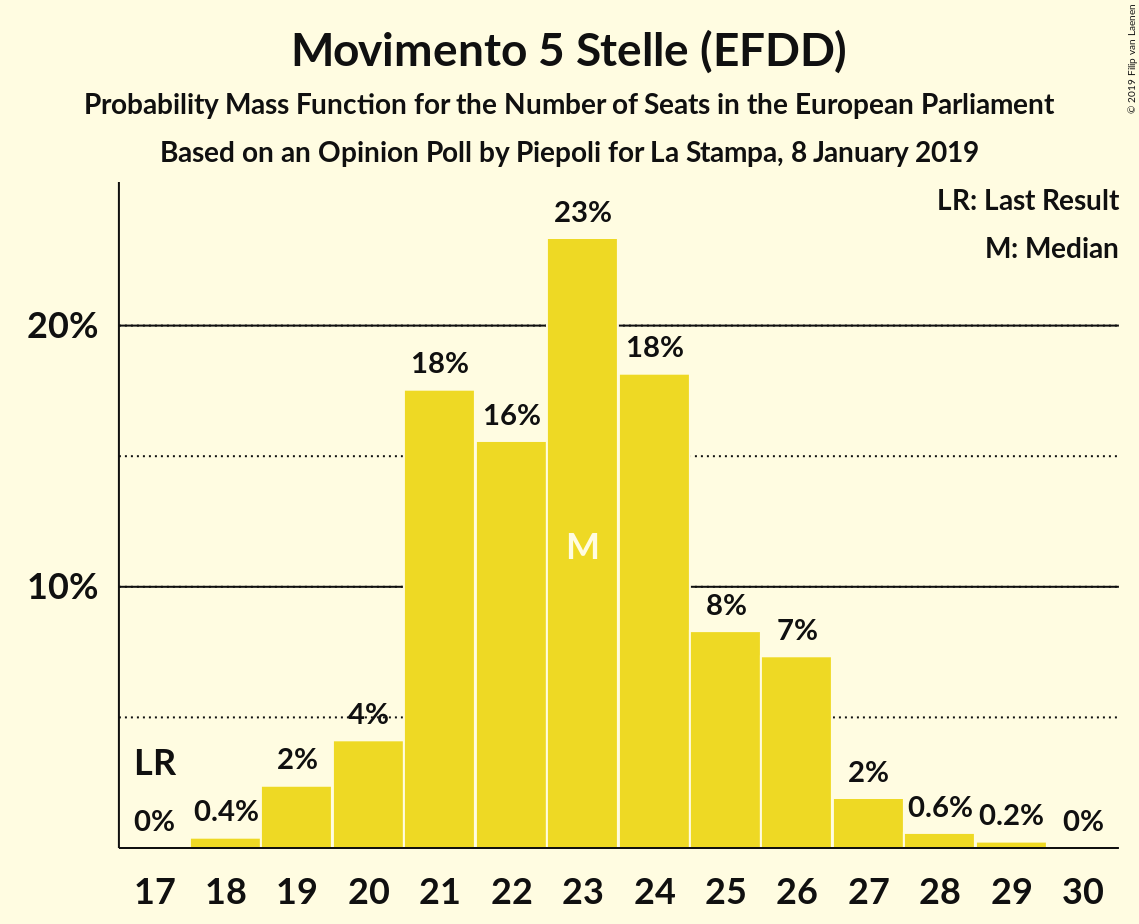 Movimento 5 Stelle (EFDD)
Probability Mass Function for the Number of Seats in the European Parliament
Based on an Opinion Poll by Piepoli for La Stampa, 8 January 2019
© 2019 Filip van Laenen
LR: Last Result
M: Median
20%
10%
LR
0%
0.4%
2%
4%
18%
16%
23%
M
18%
8%
7%
2%
0.6%
0.2%
0%
17 18 19 20 21 22 23 24 25 26 27 28 29 30